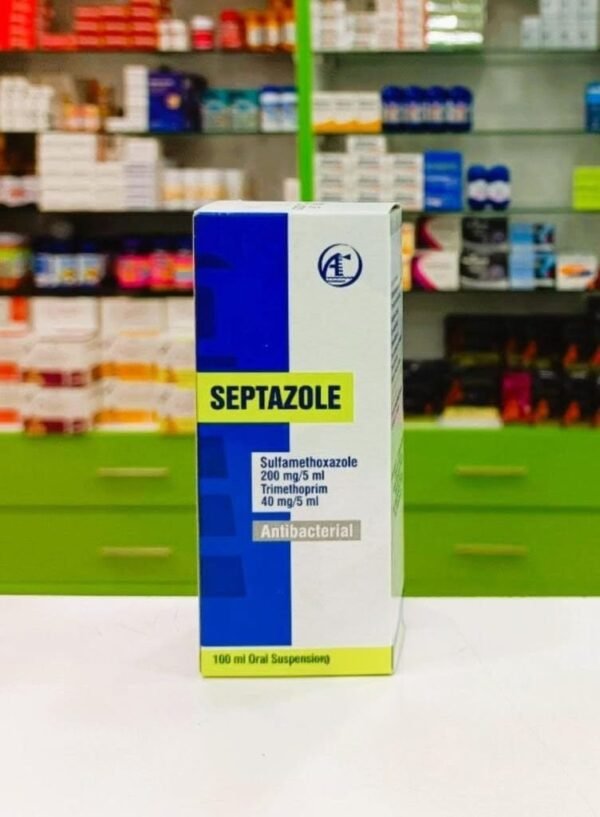 SEPTAZOLE
Sulfamethoxazole
200 mg/5 ml
Trimethoprim
40 mg/5 ml
Antibacterial
100 ml Oral Suspension